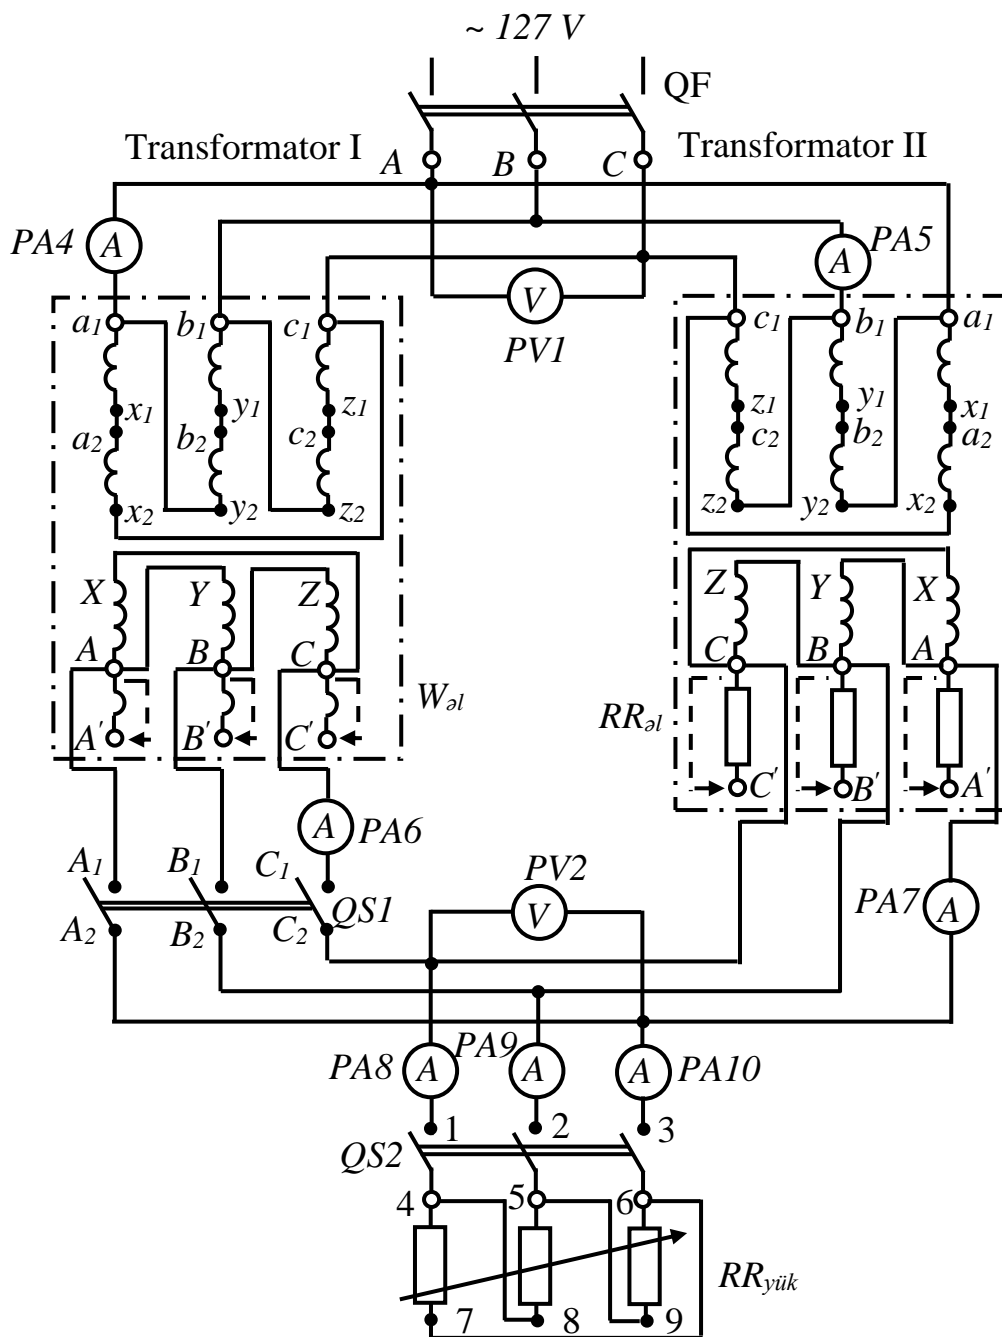 ~ 127 V
QF
Transformator I
A B C
Transformator II
PA4 A
PA5 A
V
PV1
a1 b1 c1
c1 b1 a1
x1 y1 z1
z1 y1 x1
a2 b2 c2
c2 b2 a2
x2 y2 z2
z2 y2 x2
X Y Z
Z Y X
A B C
C B A
Wəl
RRəl
A' B' C'
C' B' A'
A PA6
A1 B1 C1
PV2
V
PA7 A
QS1
A2 B2 C2
PA8 A PA9 A A PA10
1 2 3
QS2
4 5 6
RRyük
7 8 9